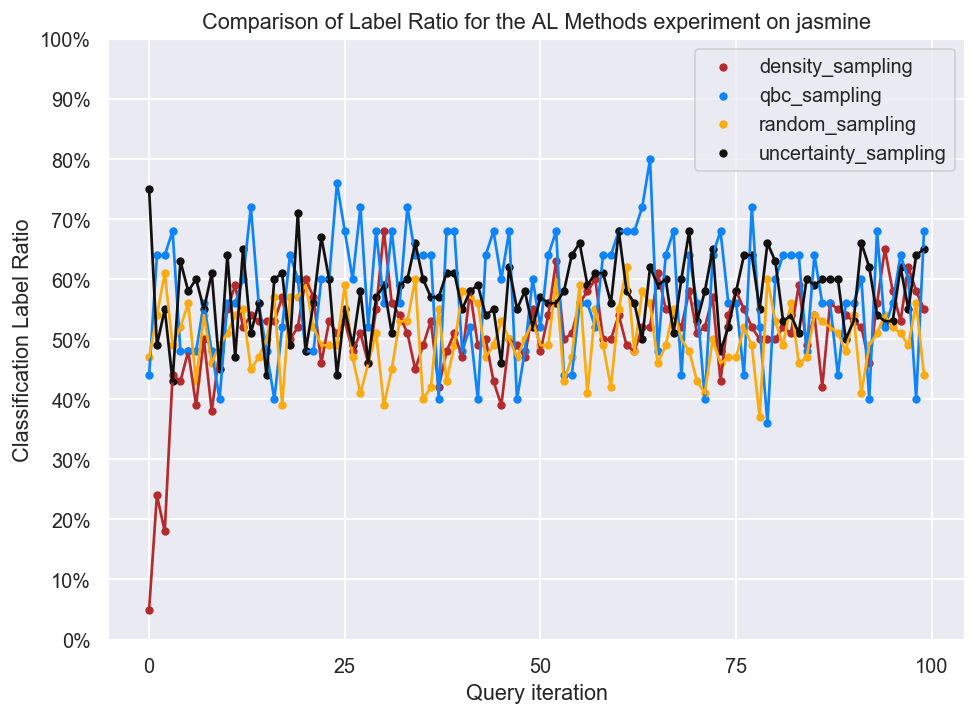 Comparison of Label Ratio for the AL Methods experiment on jasmine
100%
90%
80%
70%
60%
50%
40%
30%
20%
10%
0%
Classification Label Ratio
density_sampling
qbc_sampling
random_sampling
uncertainty_sampling
0
25
50
75
100
Query iteration